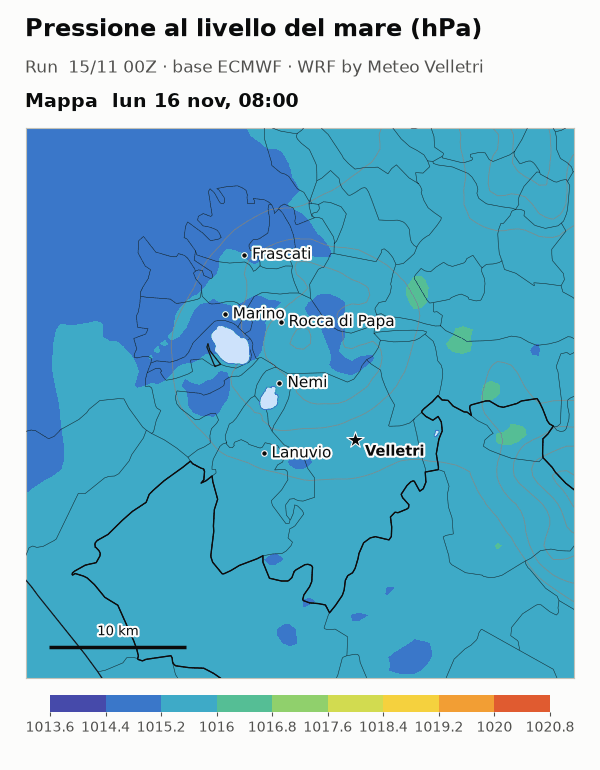 Pressione al livello del mare (hPa)
Run  15/11 00Z · base ECMWF · WRF by Meteo Velletri
Mappa  lun 16 nov, 08:00
Frascati
Marino
Rocca di Papa
Nemi
Velletri
Lanuvio
10 km
1013.6 1014.4 1015.2 1016 1016.8 1017.6 1018.4 1019.2 1020 1020.8